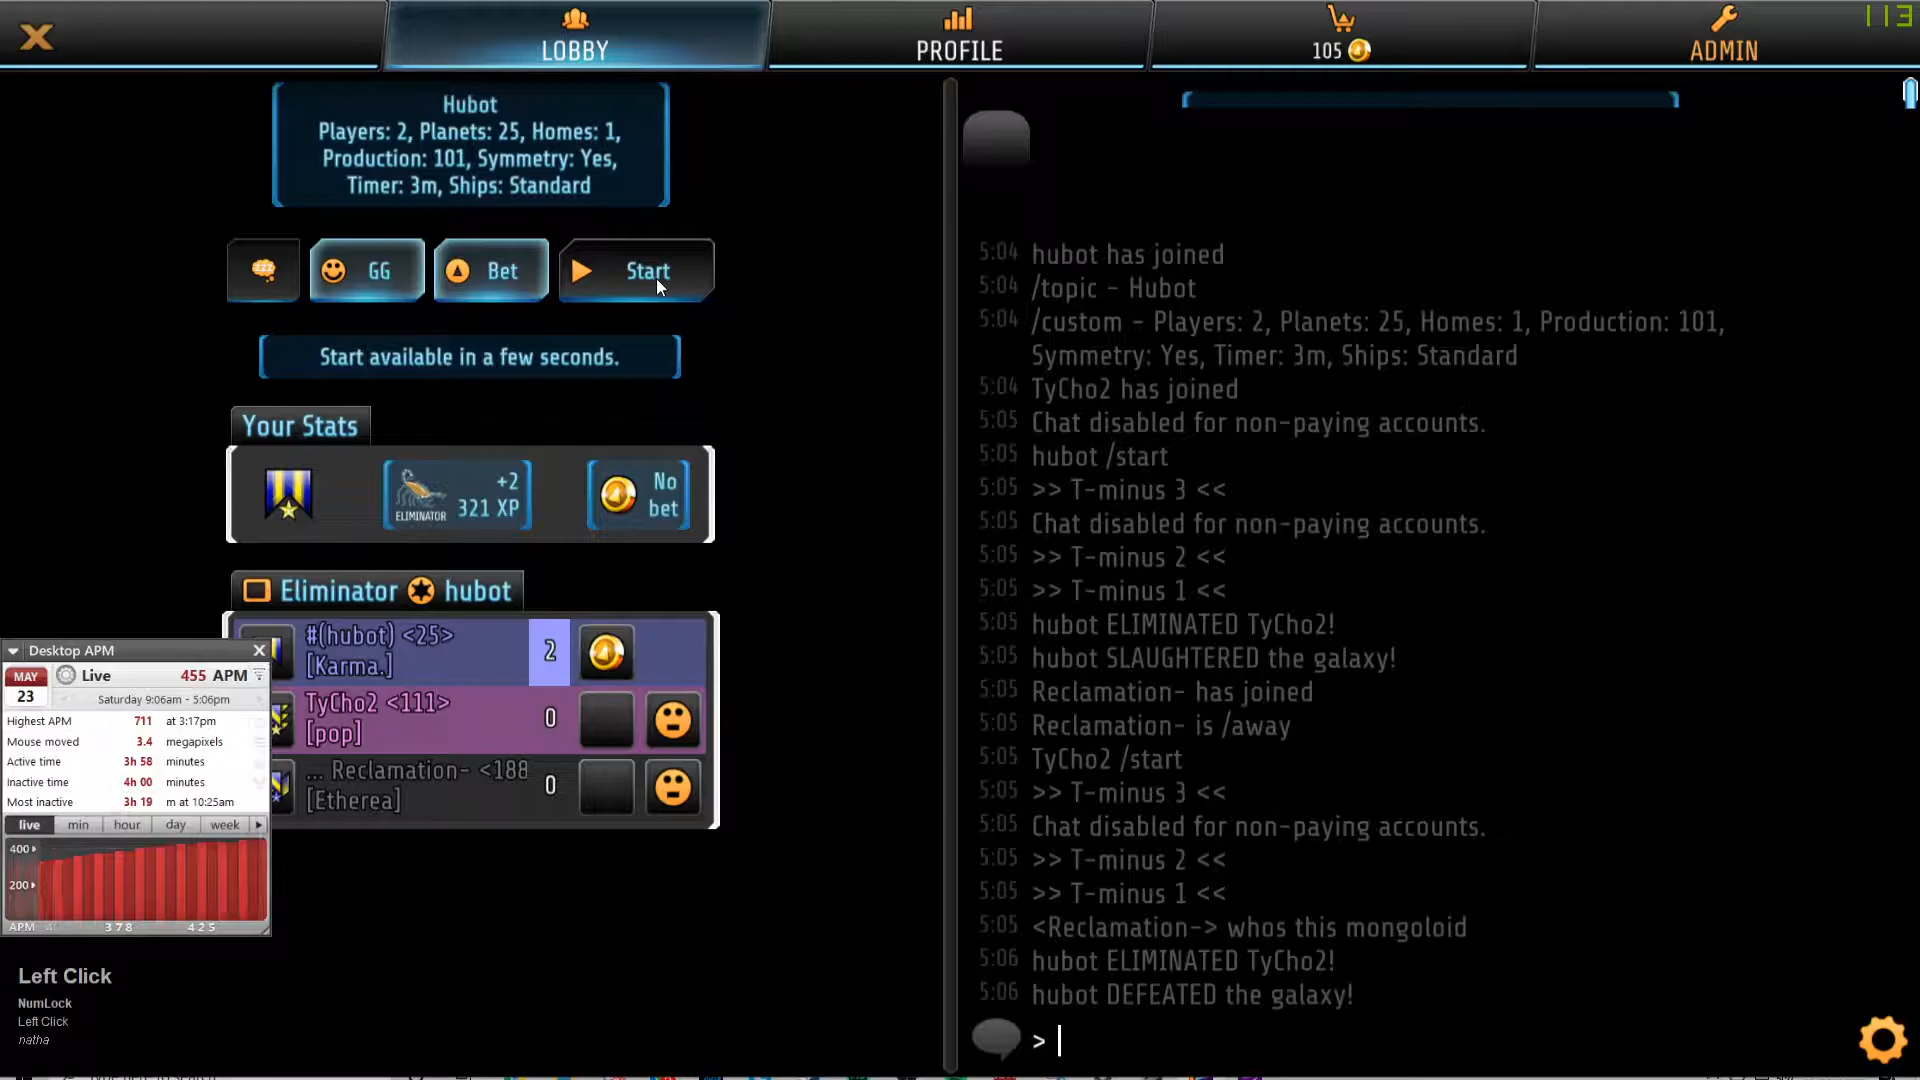 LOBBY
PROFILE
105
ADMIN
113
Hubot
Players: 2, Planets: 25, Homes: 1,
Production: 101, Symmetry: Yes,
Timer: 3m, Ships: Standard
zzz
GG
Bet
Start
Start available in a few seconds.
Your Stats
ELIMINATOR
+2
321 XP
No
bet
Eliminator hubot
#(hubot) <25>
[Karma.]
2
TyCho2 <111>
[pop]
0
... Reclamation- <188
[Etherea]
0
Desktop APM X
MAY
23
Live 455 APM
Saturday 9:06am - 5:06pm
Highest APM 711 at 3:17pm
Mouse moved 3.4 megapixels
Active time 3h 58 minutes
Inactive time 4h 00 minutes
Most inactive 3h 19 m at 10:25am
live min hour day week
400
200
APM 378 425
Left Click
NumLock
Left Click
natha
5:04 hubot has joined
5:04 /topic - Hubot
5:04 /custom - Players: 2, Planets: 25, Homes: 1, Production: 101,
Symmetry: Yes, Timer: 3m, Ships: Standard
5:04 TyCho2 has joined
5:05 Chat disabled for non-paying accounts.
5:05 hubot /start
5:05 >> T-minus 3 <<
5:05 Chat disabled for non-paying accounts.
5:05 >> T-minus 2 <<
5:05 >> T-minus 1 <<
5:05 hubot ELIMINATED TyCho2!
5:05 hubot SLAUGHTERED the galaxy!
5:05 Reclamation- has joined
5:05 Reclamation- is /away
5:05 TyCho2 /start
5:05 >> T-minus 3 <<
5:05 Chat disabled for non-paying accounts.
5:05 >> T-minus 2 <<
5:05 >> T-minus 1 <<
5:05 <Reclamation-> whos this mongoloid
5:06 hubot ELIMINATED TyCho2!
5:06 hubot DEFEATED the galaxy!
>